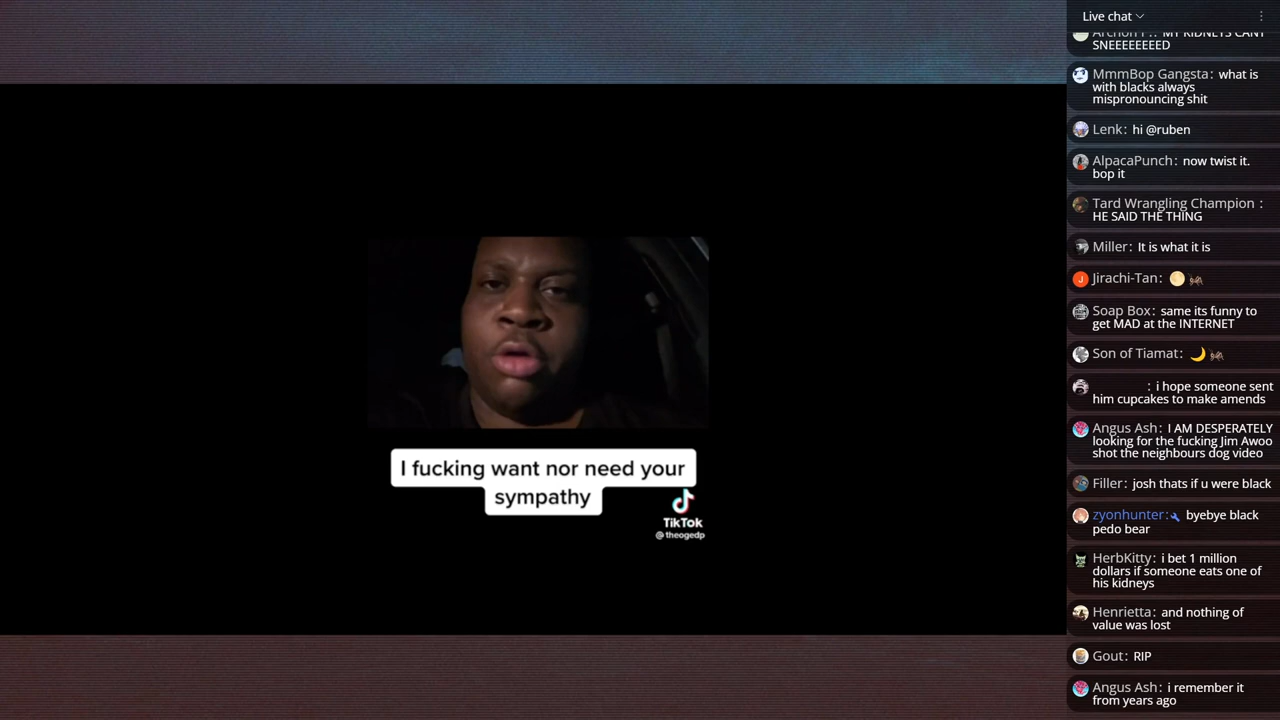 I fucking want nor need your
sympathy
TikTok
@ theogedp
Live chat
SNEEEEEEED
MmmBop Gangsta: what is
with blacks always
mispronouncing shit
Lenk: hi @ruben
AlpacaPunch: now twist it.
bop it
Tard Wrangling Champion :
HE SAID THE THING
Miller: It is what it is
Jirachi-Tan: 🌕 🦗
Soap Box: same its funny to
get MAD at the INTERNET
Son of Tiamat: 🌙 🦗
: i hope someone sent
him cupcakes to make amends
Angus Ash: I AM DESPERATELY
looking for the fucking Jim Awoo
shot the neighbours dog video
Filler: josh thats if u were black
zyonhunter: byebye black
pedo bear
HerbKitty: i bet 1 million
dollars if someone eats one of
his kidneys
Henrietta: and nothing of
value was lost
Gout: RIP
Angus Ash: i remember it
from years ago